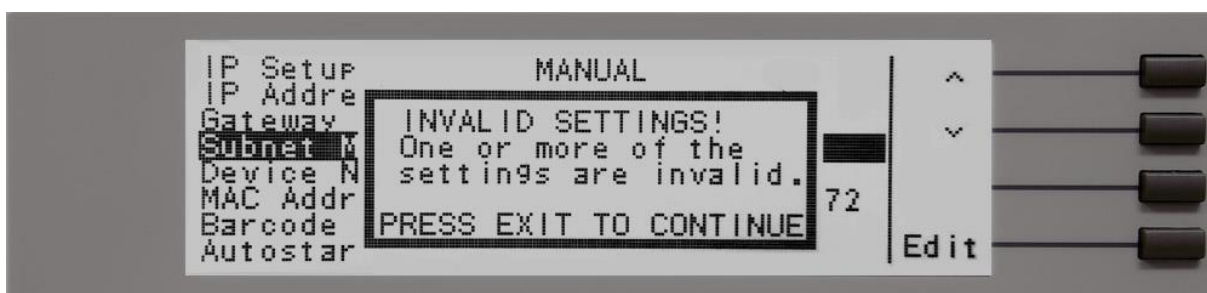 IP Setup MANUAL
IP Addre
Gateway
Subnet M
Device N
MAC Addr 72
Barcode
Autostar
INVALID SETTINGS!
One or more of the
settings are invalid.
PRESS EXIT TO CONTINUE
^
˅
Edit